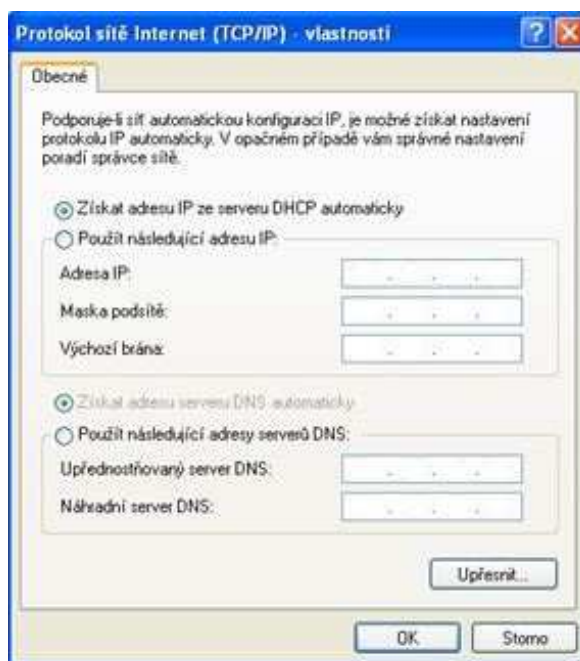 Protokol sítě Internet (TCP/IP) - vlastnosti
Obecné
Podporuje-li síť automatickou konfiguraci IP, je možné získat nastavení
protokolu IP automaticky. V opačném případě vám správné nastavení
poradí správce sítě.
Získat adresu IP ze serveru DHCP automaticky
Použít následující adresu IP:
Adresa IP:
Maska podsítě:
Výchozí brána:
Získat adresu serveru DNS automaticky
Použít následující adresy serverů DNS:
Upřednostňovaný server DNS:
Náhradní server DNS:
Upřesnit...
OK Storno